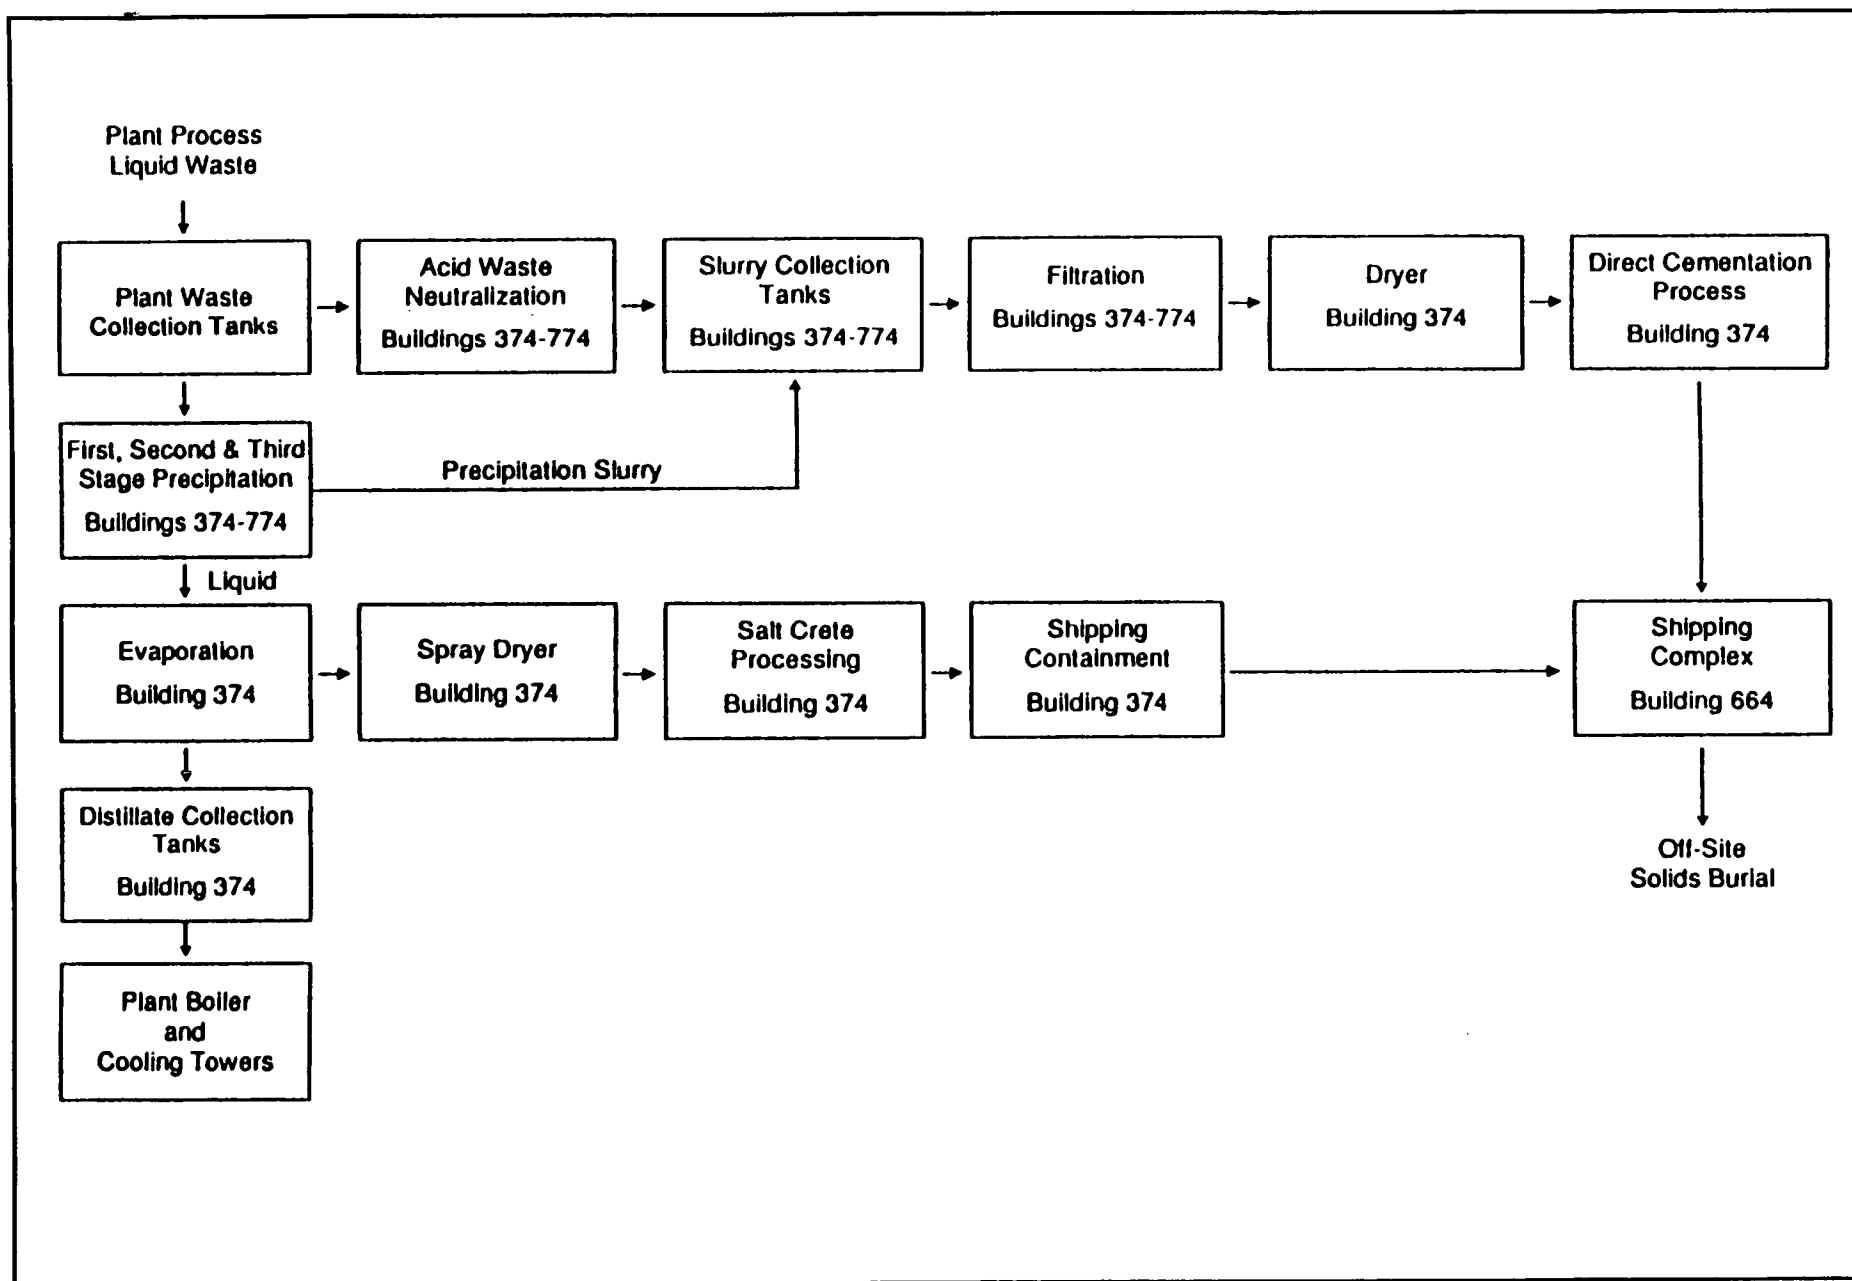 Plant Process
Liquid Waste
Plant Waste
Collection Tanks
Acid Waste
Neutralization
Buildings 374-774
Slurry Collection
Tanks
Buildings 374-774
Filtration
Buildings 374-774
Dryer
Building 374
Direct Cementation
Process
Building 374
First, Second & Third
Stage Precipitation
Buildings 374-774
Precipitation Slurry
Liquid
Evaporation
Building 374
Spray Dryer
Building 374
Salt Crete
Processing
Building 374
Shipping
Containment
Building 374
Shipping
Complex
Building 664
Distillate Collection
Tanks
Building 374
Off-Site
Solids Burial
Plant Boiler
and
Cooling Towers